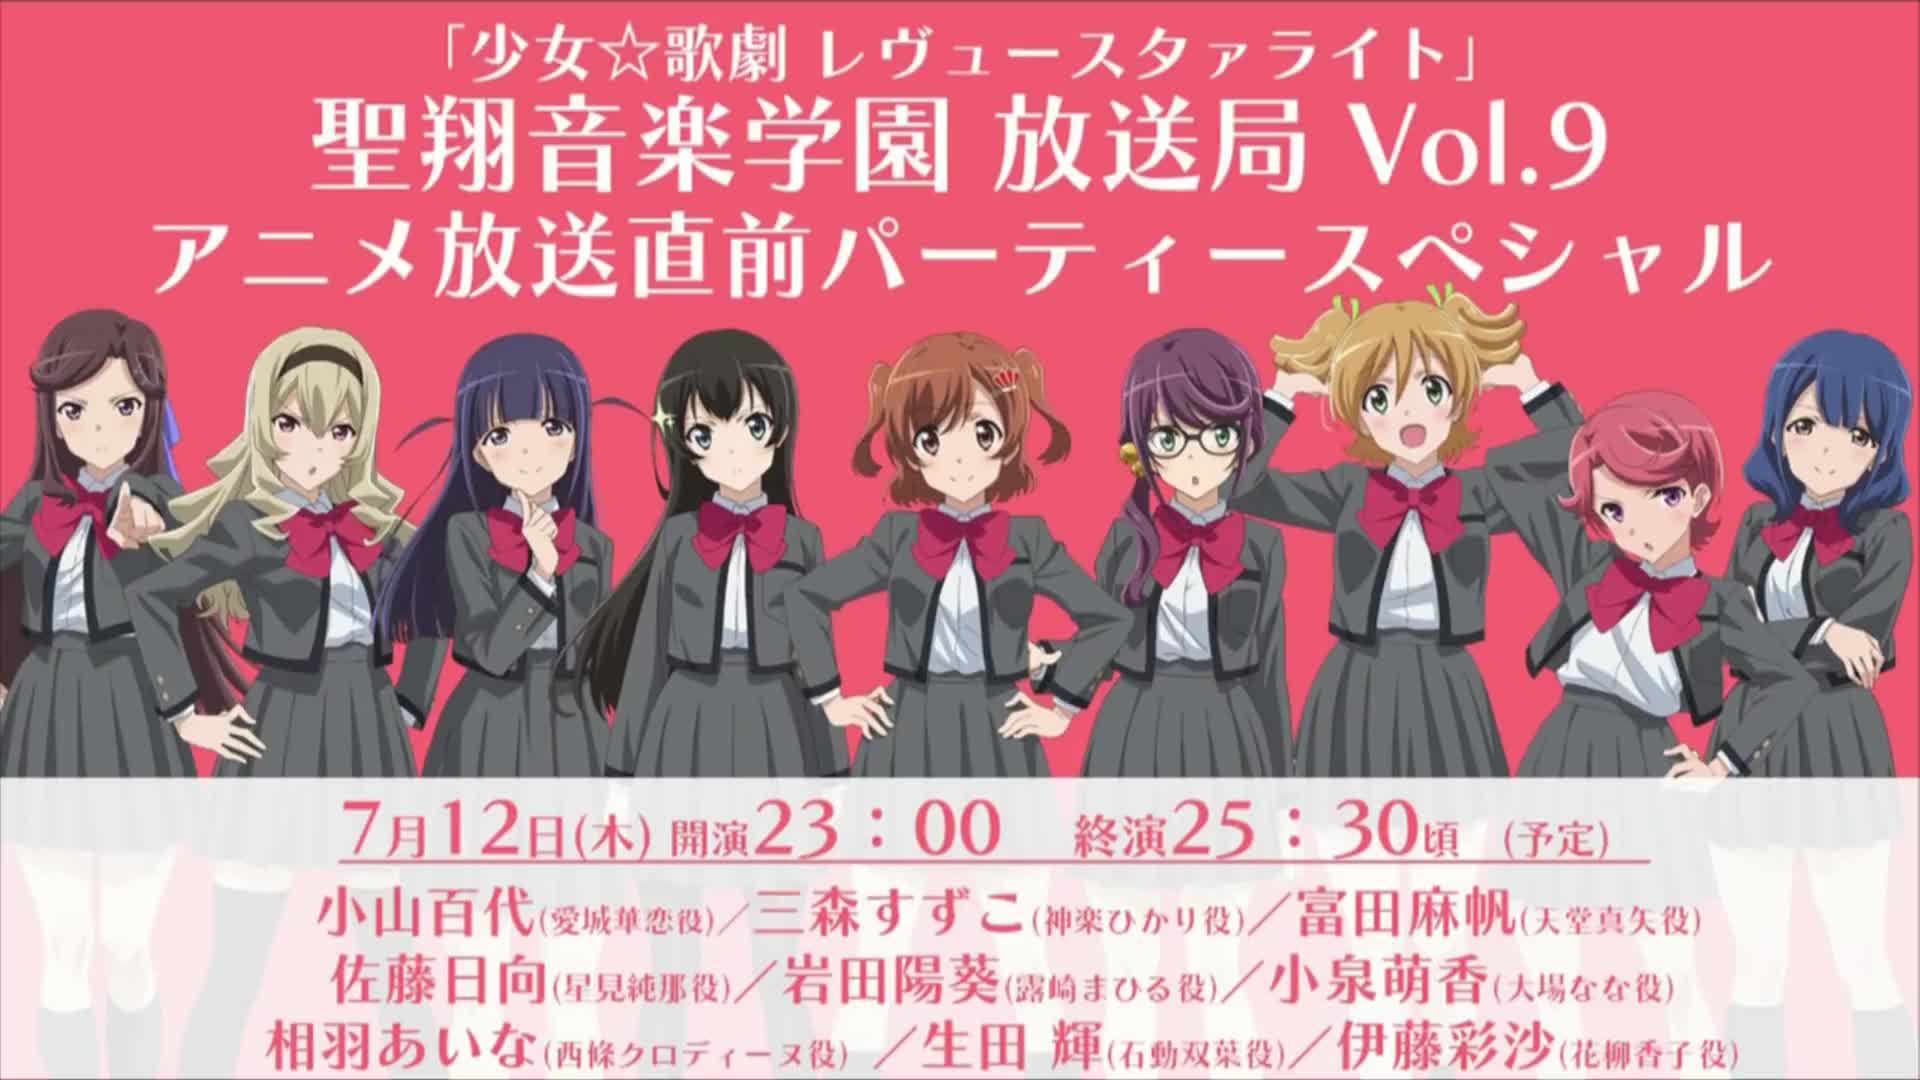 「少女☆歌劇 レヴュースタァライト」
聖翔音楽学園 放送局 Vol.9
アニメ放送直前パーティースペシャル
7月12日(木) 開演23：00　終演25：30頃　(予定)
小山百代(愛城華恋役)／三森すずこ(神楽ひかり役)／富田麻帆(天堂真矢役)
佐藤日向(星見純那役)／岩田陽葵(露崎まひる役)／小泉萌香(大場なな役)
相羽あいな(西條クロディーヌ役)　／生田 輝(石動双葉役)／伊藤彩沙(花柳香子役)